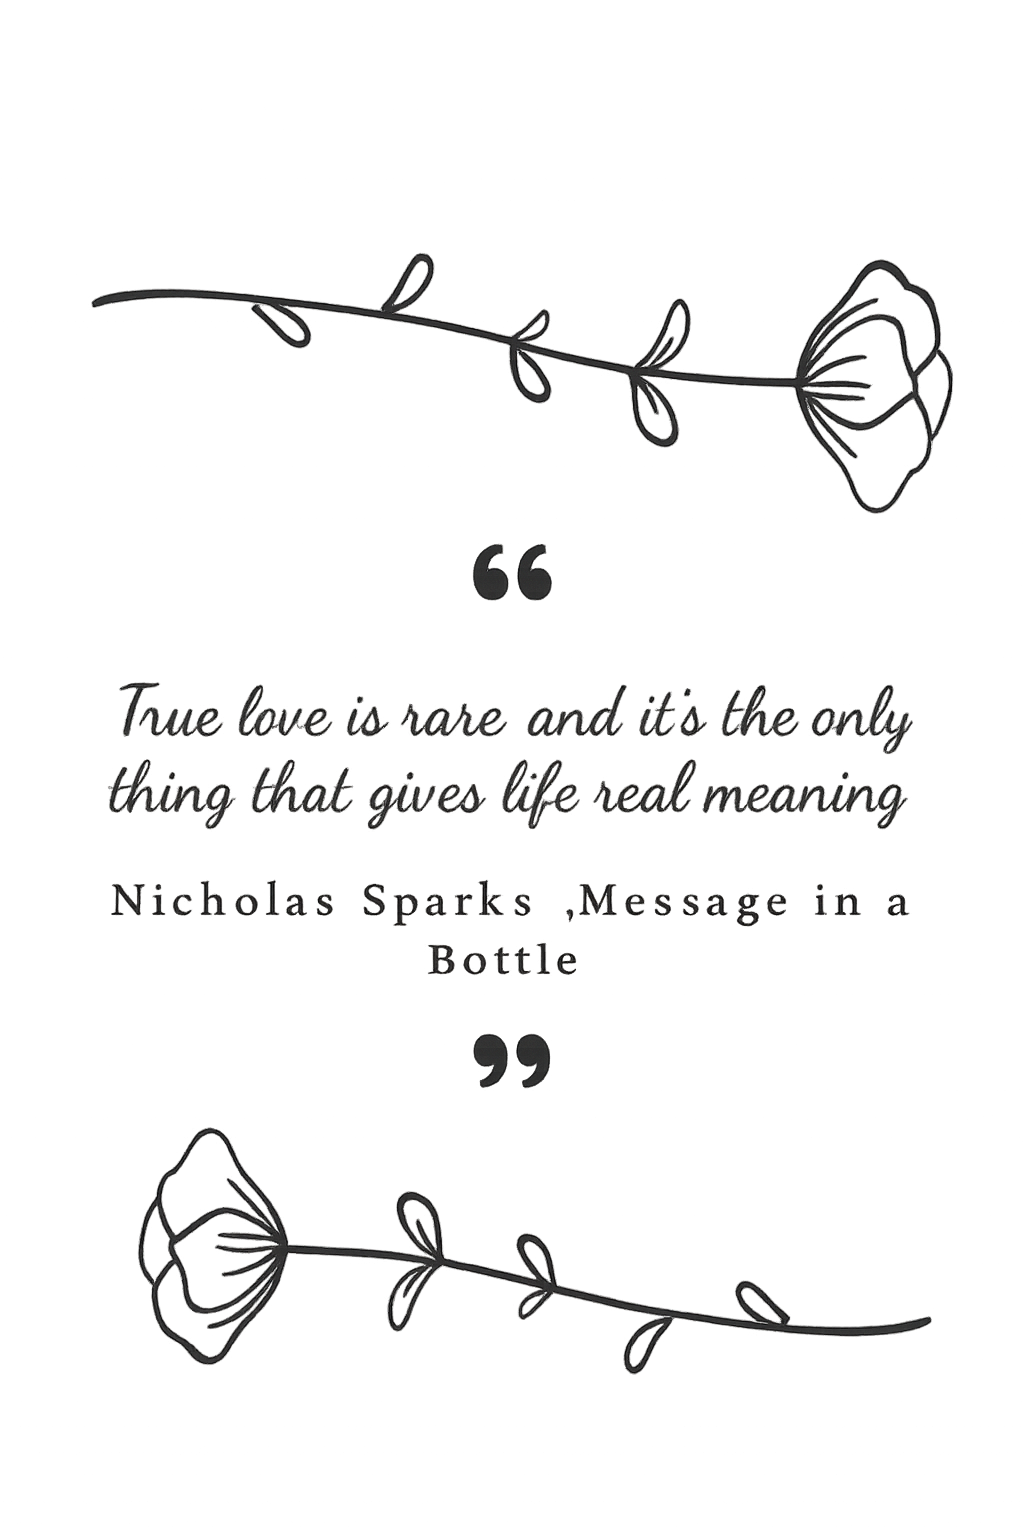 “
True love is rare and it's the only
thing that gives life real meaning
Nicholas Sparks ,Message in a
Bottle
”